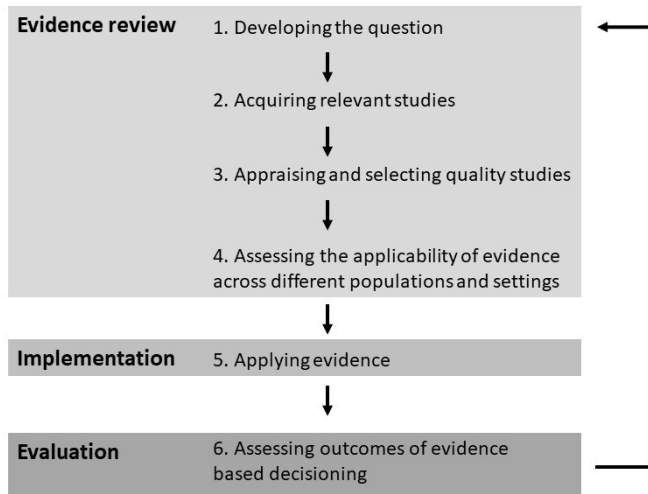 Evidence review
1. Developing the question
2. Acquiring relevant studies
3. Appraising and selecting quality studies
4. Assessing the applicability of evidence
across different populations and settings
Implementation
5. Applying evidence
Evaluation
6. Assessing outcomes of evidence
based decisioning